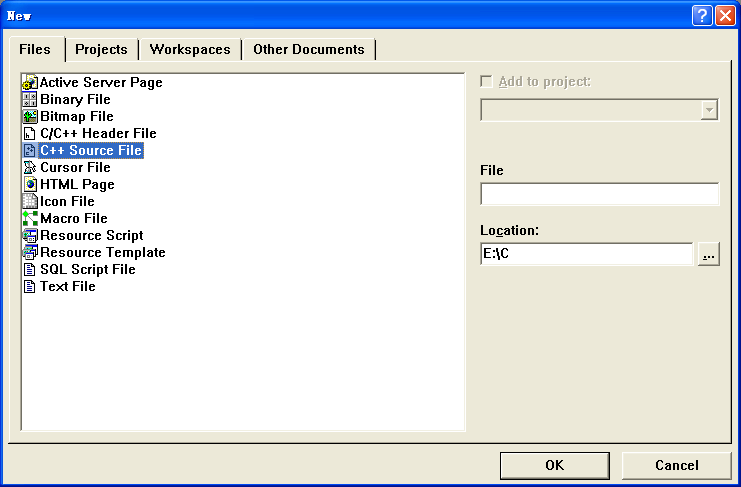 New
Files Projects Workspaces Other Documents
Active Server Page
Binary File
Bitmap File
C/C++ Header File
C++ Source File
Cursor File
HTML Page
Icon File
Macro File
Resource Script
Resource Template
SQL Script File
Text File
Add to project:
File
Location:
E:\C
...
OK Cancel